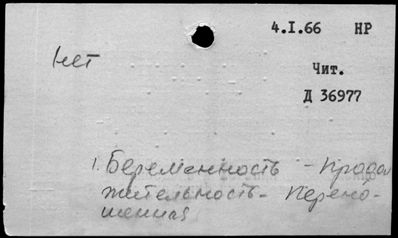 4.I.66 НР
нет
Чит.
Д 36977
1. Беременность - Продол
жительность - Перено-
шенная